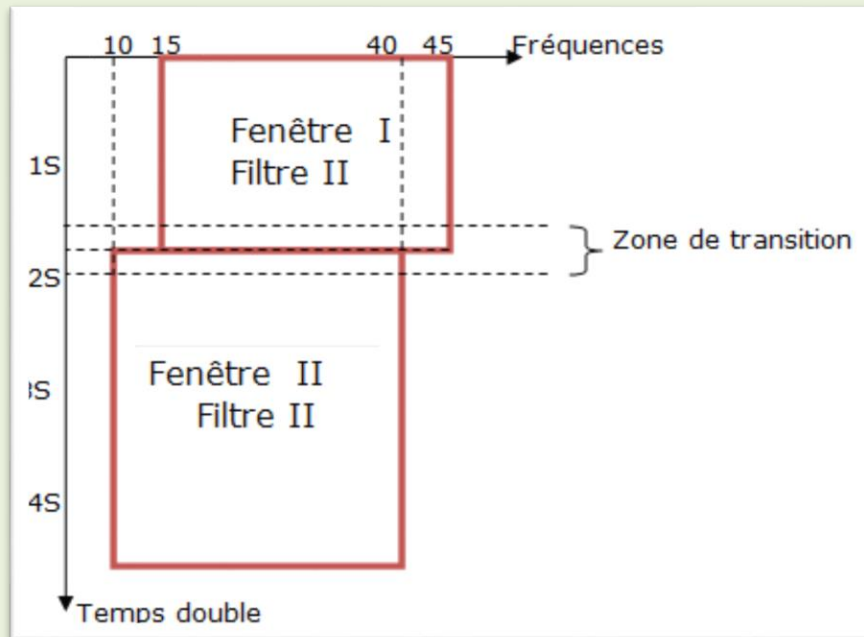 10 15 40 45 Fréquences
Fenêtre I
Filtre II
1S
Zone de transition
2S
Fenêtre II
Filtre II
3S
4S
Temps double